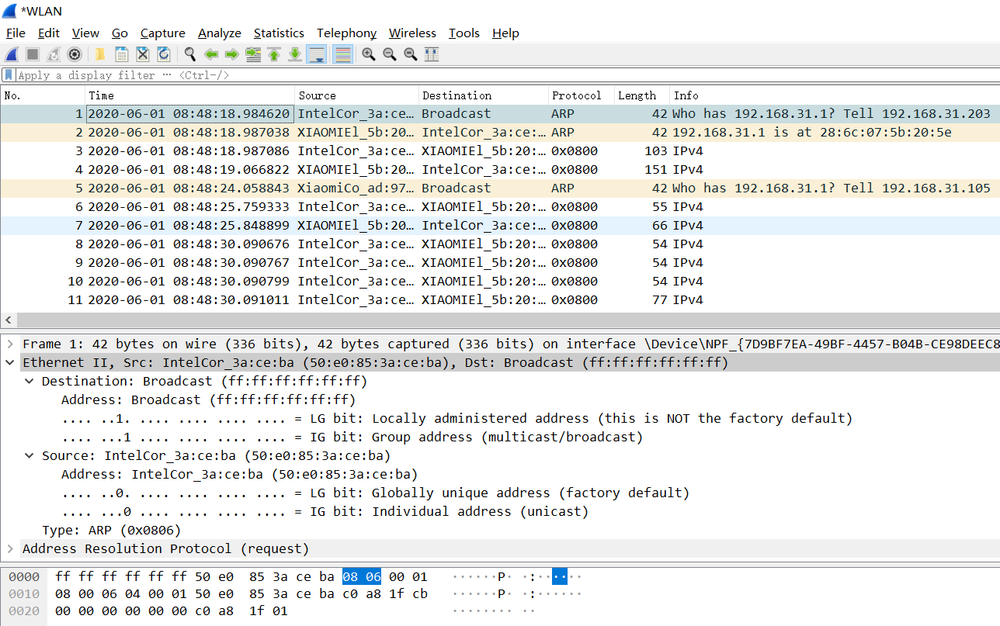 *WLAN
File Edit View Go Capture Analyze Statistics Telephony Wireless Tools Help
Apply a display filter ··· <Ctrl-/>
No. Time Source Destination Protocol Length Info
1 2020-06-01 08:48:18.984620 IntelCor_3a:ce… Broadcast ARP 42 Who has 192.168.31.1? Tell 192.168.31.203
2 2020-06-01 08:48:18.987038 XIAOMIEl_5b:20… IntelCor_3a:ce:… ARP 42 192.168.31.1 is at 28:6c:07:5b:20:5e
3 2020-06-01 08:48:18.987086 IntelCor_3a:ce… XIAOMIEl_5b:20:… 0x0800 103 IPv4
4 2020-06-01 08:48:19.066822 XIAOMIEl_5b:20… IntelCor_3a:ce:… 0x0800 151 IPv4
5 2020-06-01 08:48:24.058843 XiaomiCo_ad:97… Broadcast ARP 42 Who has 192.168.31.1? Tell 192.168.31.105
6 2020-06-01 08:48:25.759333 IntelCor_3a:ce… XIAOMIEl_5b:20:… 0x0800 55 IPv4
7 2020-06-01 08:48:25.848899 XIAOMIEl_5b:20… IntelCor_3a:ce:… 0x0800 66 IPv4
8 2020-06-01 08:48:30.090676 IntelCor_3a:ce… XIAOMIEl_5b:20:… 0x0800 54 IPv4
9 2020-06-01 08:48:30.090767 IntelCor_3a:ce… XIAOMIEl_5b:20:… 0x0800 54 IPv4
10 2020-06-01 08:48:30.090799 IntelCor_3a:ce… XIAOMIEl_5b:20:… 0x0800 54 IPv4
11 2020-06-01 08:48:30.091011 IntelCor_3a:ce… XIAOMIEl_5b:20:… 0x0800 77 IPv4
Frame 1: 42 bytes on wire (336 bits), 42 bytes captured (336 bits) on interface \Device\NPF_{7D9BF7EA-49BF-4457-B04B-CE98DEEC8
Ethernet II, Src: IntelCor_3a:ce:ba (50:e0:85:3a:ce:ba), Dst: Broadcast (ff:ff:ff:ff:ff:ff)
Destination: Broadcast (ff:ff:ff:ff:ff:ff)
Address: Broadcast (ff:ff:ff:ff:ff:ff)
.... ..1. .... .... .... .... = LG bit: Locally administered address (this is NOT the factory default)
.... ...1 .... .... .... .... = IG bit: Group address (multicast/broadcast)
Source: IntelCor_3a:ce:ba (50:e0:85:3a:ce:ba)
Address: IntelCor_3a:ce:ba (50:e0:85:3a:ce:ba)
.... ..0. .... .... .... .... = LG bit: Globally unique address (factory default)
.... ...0 .... .... .... .... = IG bit: Individual address (unicast)
Type: ARP (0x0806)
Address Resolution Protocol (request)
0000 ff ff ff ff ff ff 50 e0 85 3a ce ba 08 06 00 01 ······P· ·:······
0010 08 00 06 04 00 01 50 e0 85 3a ce ba c0 a8 1f cb ······P· ·:······
0020 00 00 00 00 00 00 c0 a8 1f 01 ········ ··